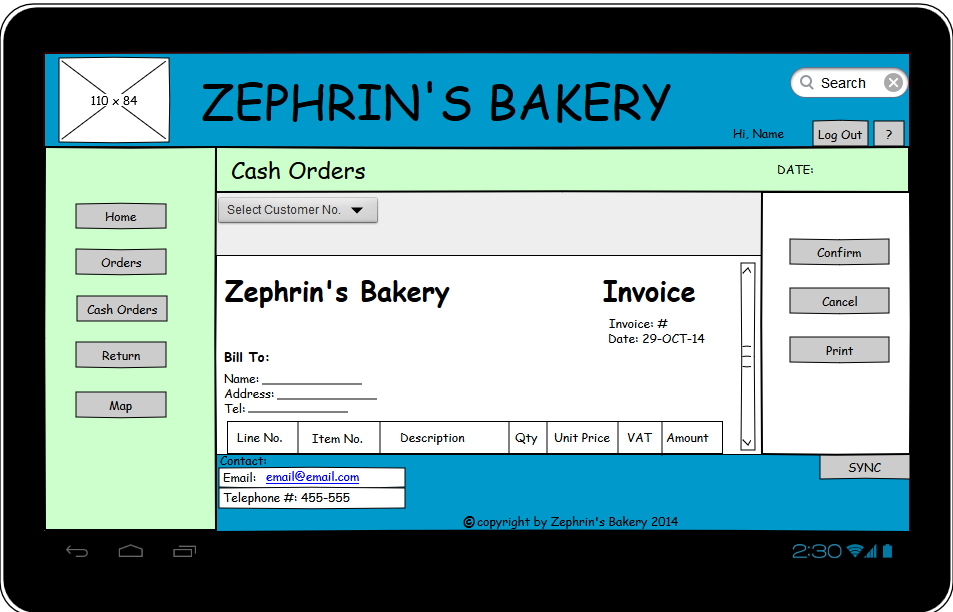 110 x 84
ZEPHRIN'S BAKERY
Search
Hi, Name
Log Out
?
Cash Orders
DATE:
Home
Orders
Cash Orders
Return
Map
Select Customer No.
Zephrin's Bakery
Invoice
Invoice: #
Date: 29-OCT-14
Bill To:
Name:
Address:
Tel:
Line No. Item No. Description Qty Unit Price VAT Amount
Confirm
Cancel
Print
Contact:
Email: email@email.com
Telephone #: 455-555
SYNC
© copyright by Zephrin's Bakery 2014
2:30